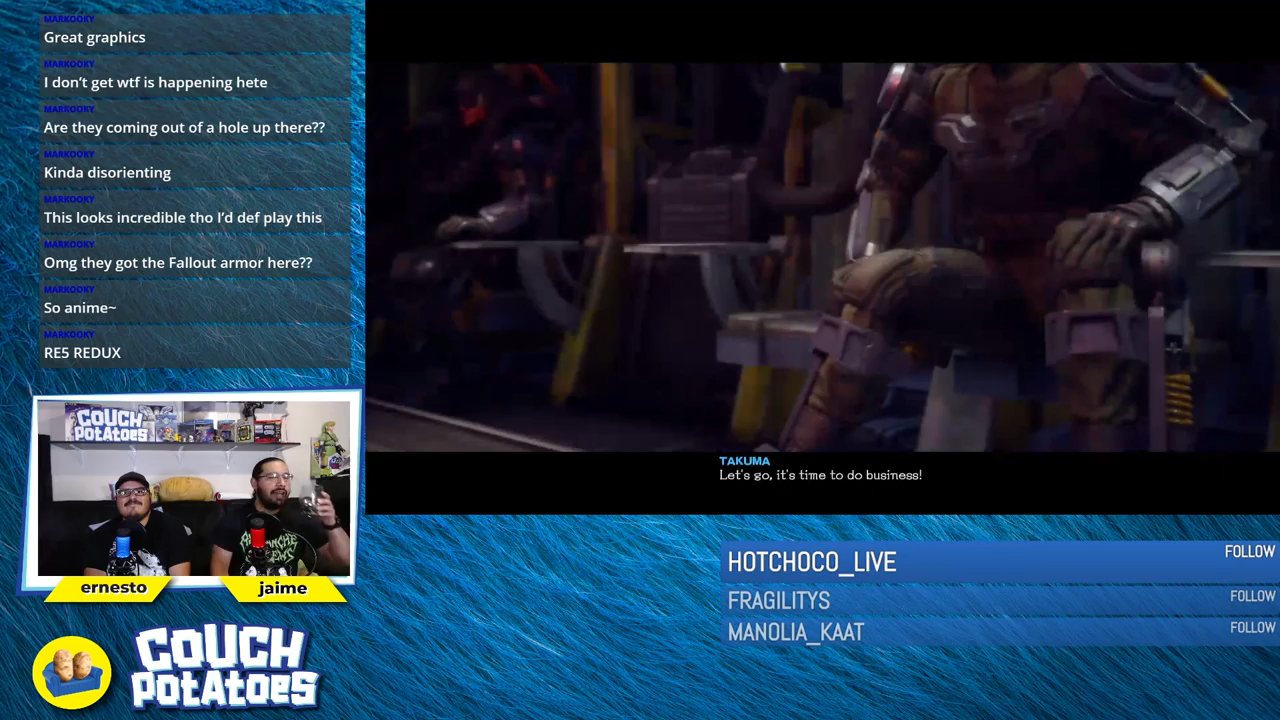 MARKOOKY
Great graphics
MARKOOKY
I don't get wtf is happening hete
MARKOOKY
Are they coming out of a hole up there??
MARKOOKY
Kinda disorienting
MARKOOKY
This looks incredible tho I'd def play this
MARKOOKY
Omg they got the Fallout armor here??
MARKOOKY
So anime~
MARKOOKY
RE5 REDUX
COUCH
POTATOES
ernesto
jaime
COUCH
POTATOES
TAKUMA
Let's go, it's time to do business!
HOTCHOCO_LIVE FOLLOW
FRAGILITYS FOLLOW
MANOLIA_KAAT FOLLOW